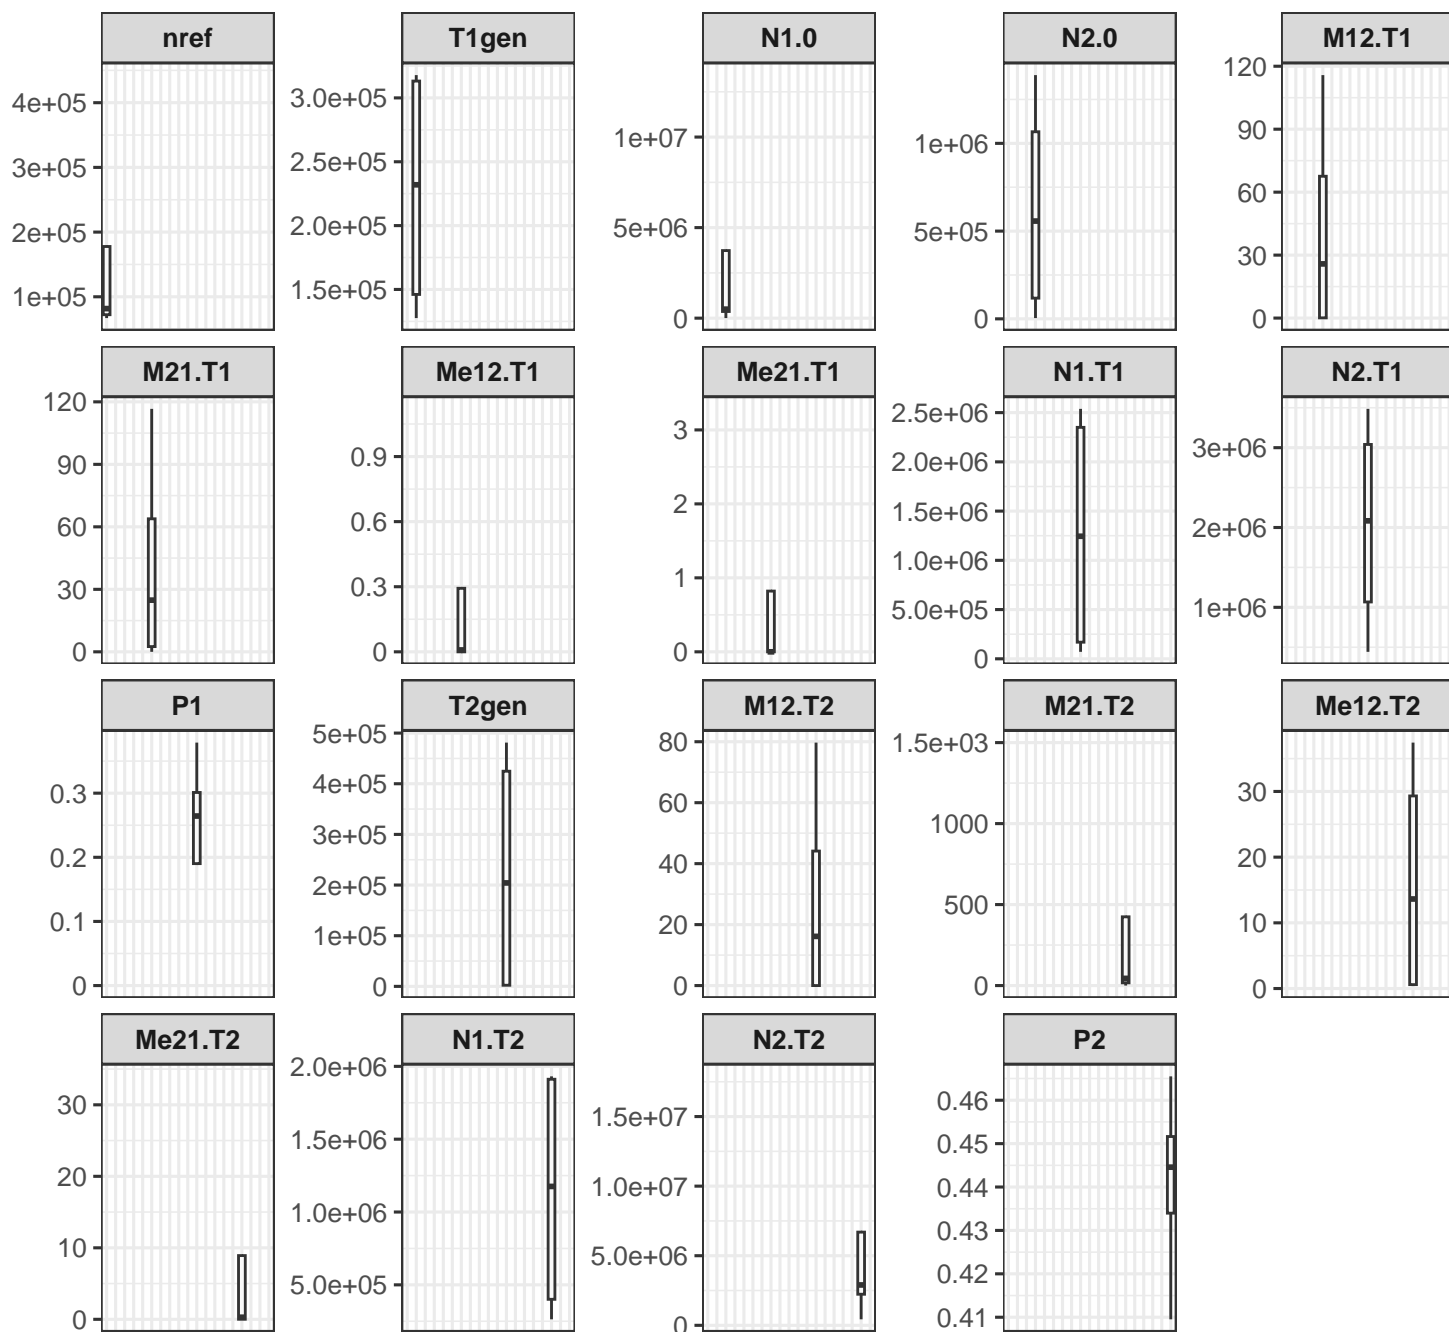 nref T1gen N1.0 N2.0 M12.T1
4e+05
3e+05
2e+05
1e+05
3.0e+05
2.5e+05
2.0e+05
1.5e+05
1e+07
5e+06
0
1e+06
5e+05
0
120
90
60
30
0
M21.T1 Me12.T1 Me21.T1 N1.T1 N2.T1
120
90
60
30
0
0.9
0.6
0.3
0
3
2
1
0
2.5e+06
2.0e+06
1.5e+06
1.0e+06
5.0e+05
0
3e+06
2e+06
1e+06
P1 T2gen M12.T2 M21.T2 Me12.T2
0.3
0.2
0.1
0
5e+05
4e+05
3e+05
2e+05
1e+05
0
80
60
40
20
0
1.5e+03
1000
500
0
30
20
10
0
Me21.T2 N1.T2 N2.T2 P2
30
20
10
0
2.0e+06
1.5e+06
1.0e+06
5.0e+05
1.5e+07
1.0e+07
5.0e+06
0
0.46
0.45
0.44
0.43
0.42
0.41